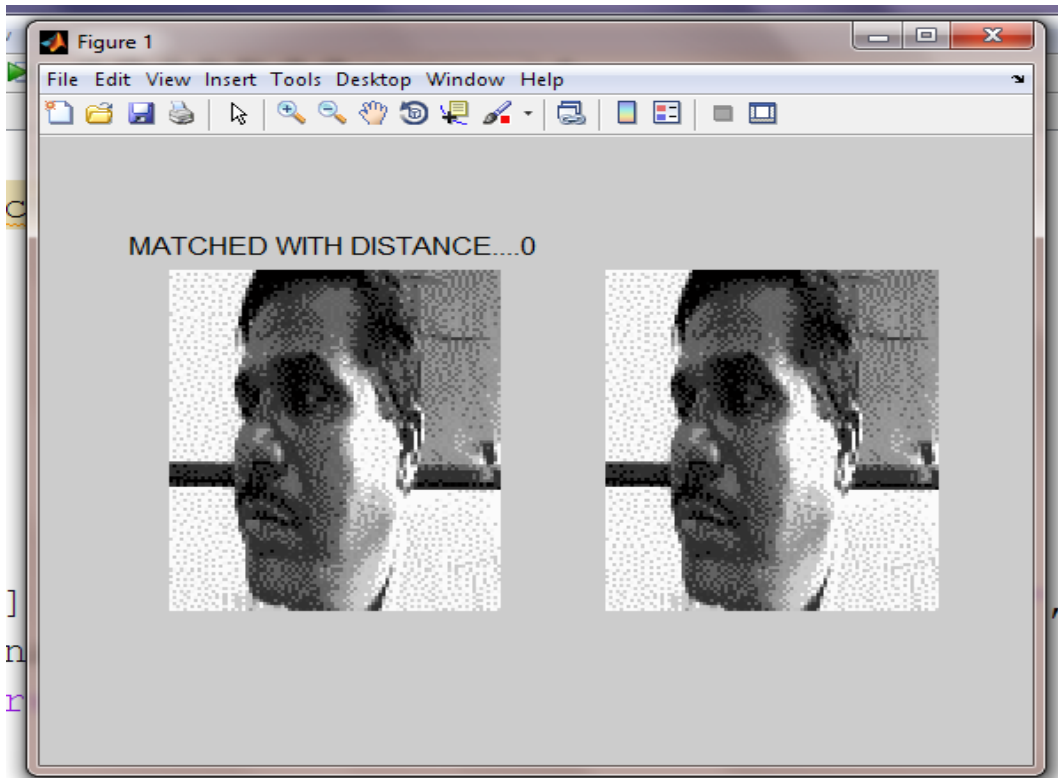 Figure 1
File Edit View Insert Tools Desktop Window Help
c
MATCHED WITH DISTANCE....0
]
,
n
r